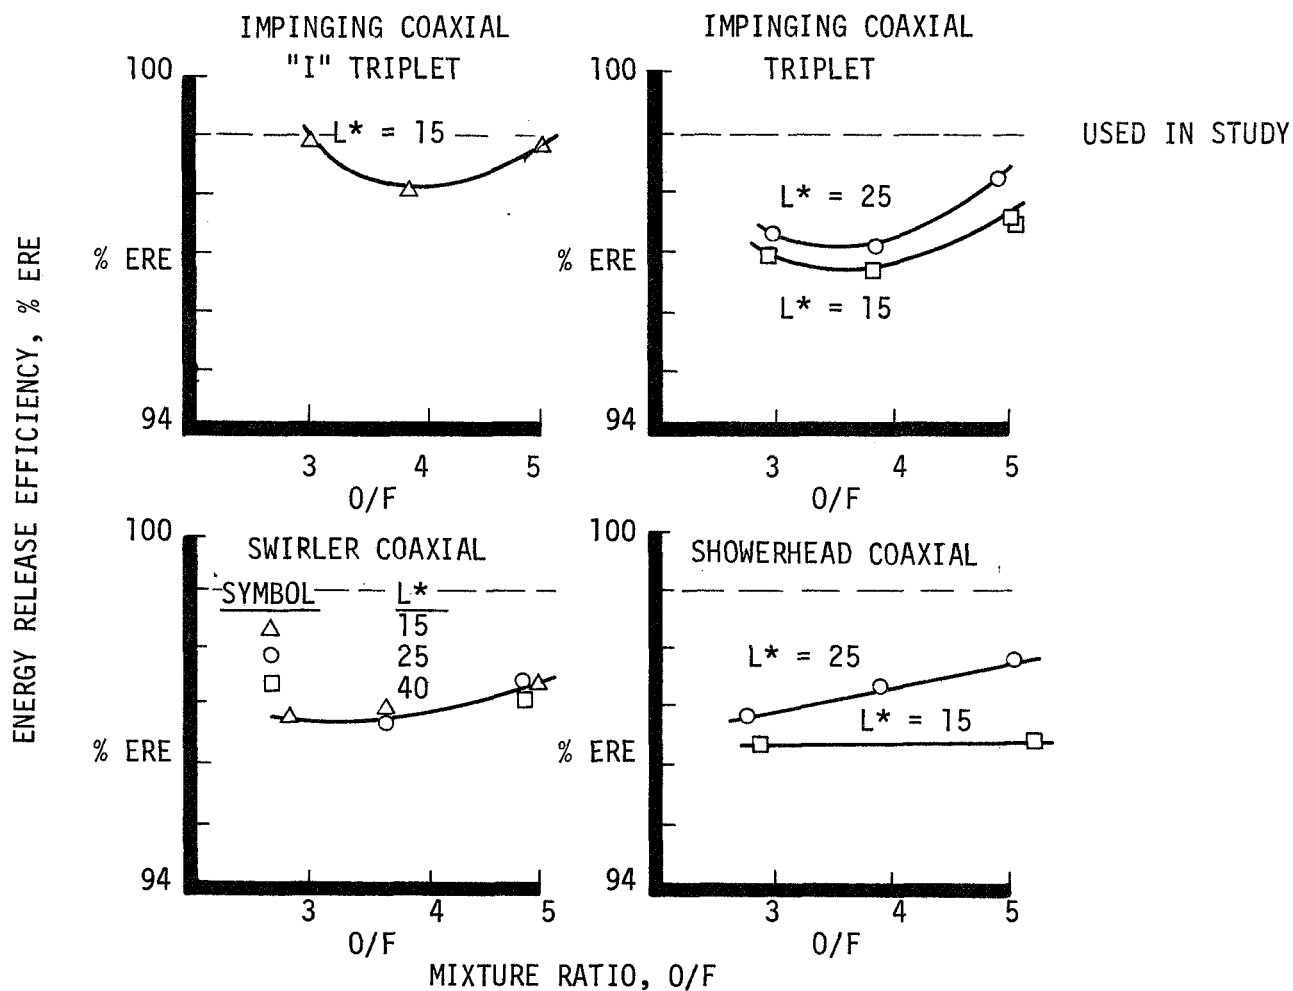 IMPINGING COAXIAL
"I" TRIPLET
100
L* = 15
% ERE
94
3 4 5
O/F
IMPINGING COAXIAL
TRIPLET
100
USED IN STUDY
L* = 25
% ERE
L* = 15
94
3 4 5
O/F
ENERGY RELEASE EFFICIENCY, % ERE
100
SWIRLER COAXIAL
SYMBOL L*
15
25
40
% ERE
94
3 4 5
O/F
100
SHOWERHEAD COAXIAL
L* = 25
L* = 15
% ERE
94
3 4 5
O/F
MIXTURE RATIO, O/F